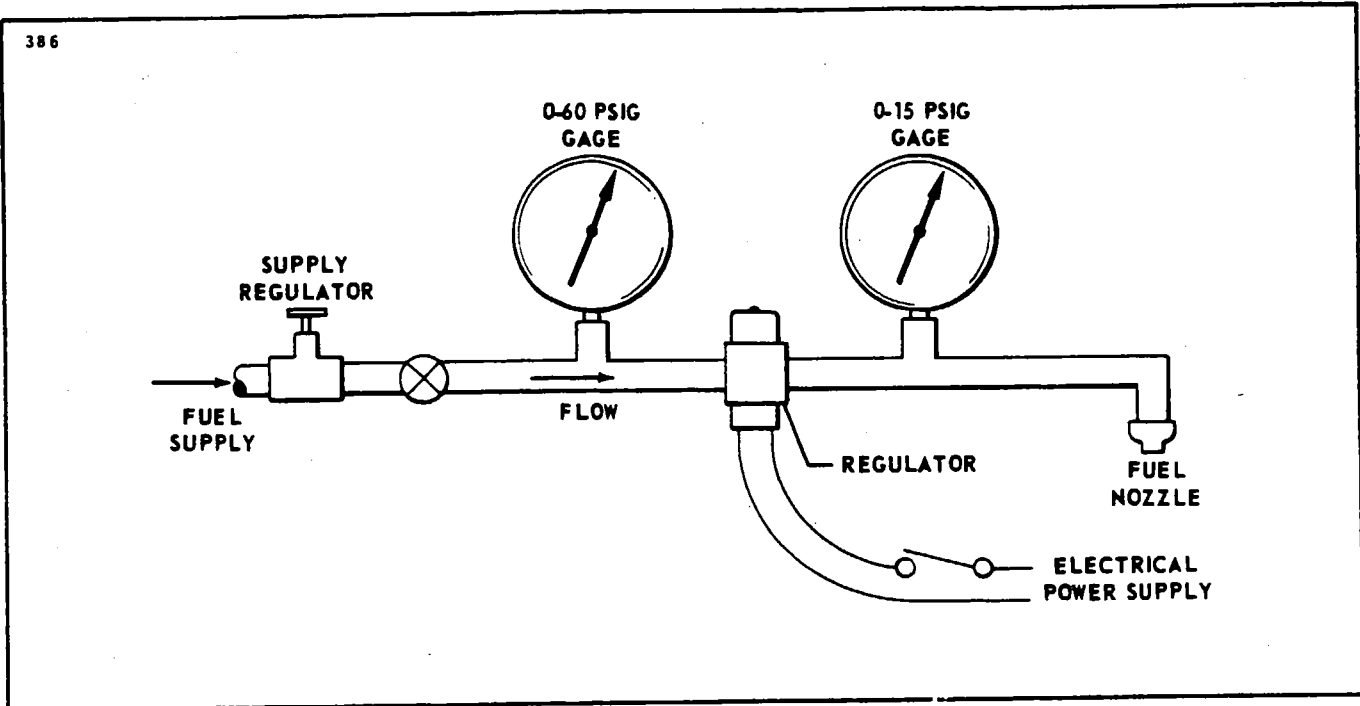 386
0-60 PSIG
GAGE
0-15 PSIG
GAGE
SUPPLY
REGULATOR
FUEL
SUPPLY
FLOW
REGULATOR
FUEL
NOZZLE
ELECTRICAL
POWER SUPPLY